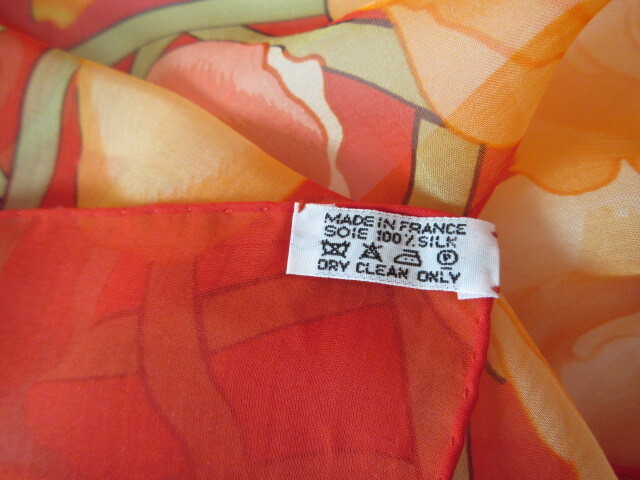 MADE IN FRANCE
SOIE 100% SILK
P
DRY CLEAN ONLY